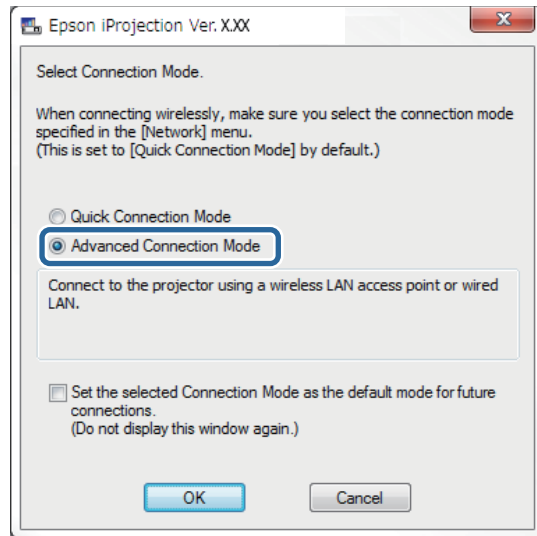 Epson iProjection Ver. X.XX
Select Connection Mode.
When connecting wirelessly, make sure you select the connection mode
specified in the [Network] menu.
(This is set to [Quick Connection Mode] by default.)
Quick Connection Mode
Advanced Connection Mode
Connect to the projector using a wireless LAN access point or wired
LAN.
Set the selected Connection Mode as the default mode for future
connections.
(Do not display this window again.)
OK Cancel